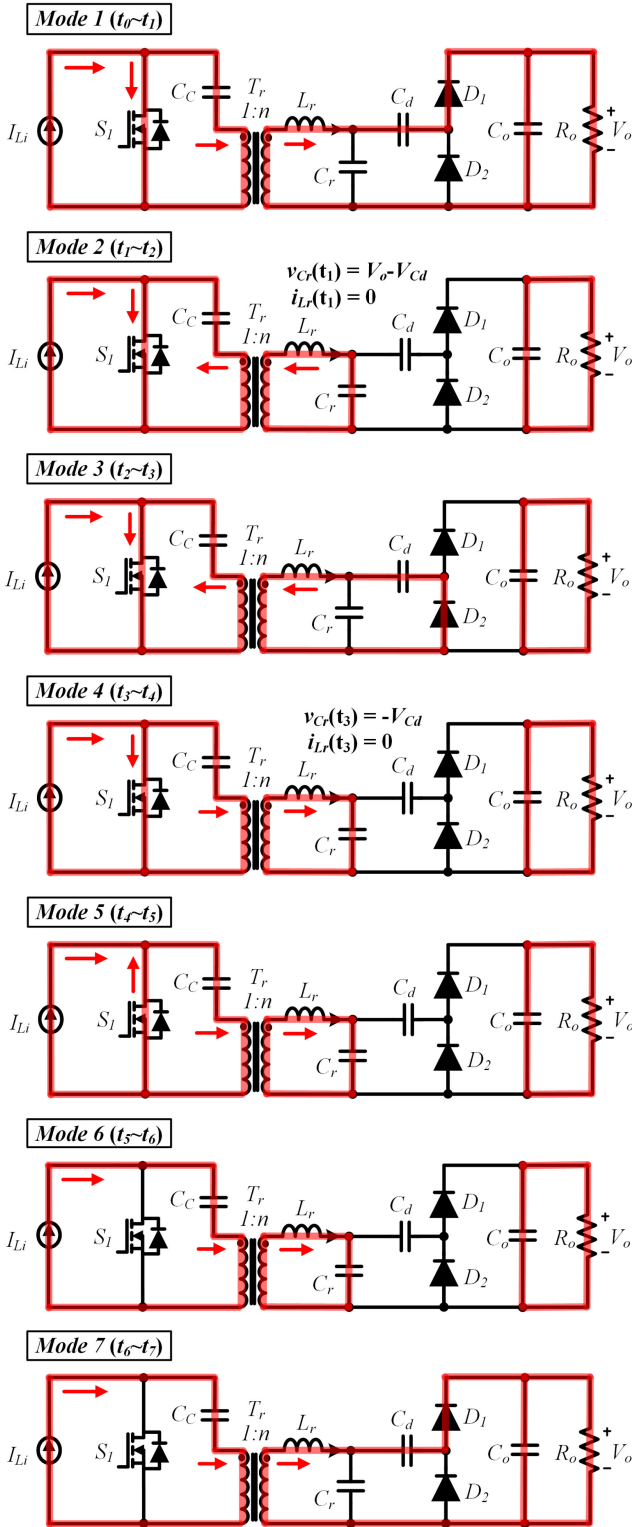 Mode 1 (t0~t1)
ILi S1 CC Tr 1:n Lr Cr Cd D1 D2 Co Ro + Vo -
Mode 2 (t1~t2)
vCr(t1) = Vo-VCd
iLr(t1) = 0
ILi S1 CC Tr 1:n Lr Cr Cd D1 D2 Co Ro + Vo -
Mode 3 (t2~t3)
ILi S1 CC Tr 1:n Lr Cr Cd D1 D2 Co Ro + Vo -
Mode 4 (t3~t4)
vCr(t3) = -VCd
iLr(t3) = 0
ILi S1 CC Tr 1:n Lr Cr Cd D1 D2 Co Ro + Vo -
Mode 5 (t4~t5)
ILi S1 CC Tr 1:n Lr Cr Cd D1 D2 Co Ro + Vo -
Mode 6 (t5~t6)
ILi S1 CC Tr 1:n Lr Cr Cd D1 D2 Co Ro + Vo -
Mode 7 (t6~t7)
ILi S1 CC Tr 1:n Lr Cr Cd D1 D2 Co Ro + Vo -